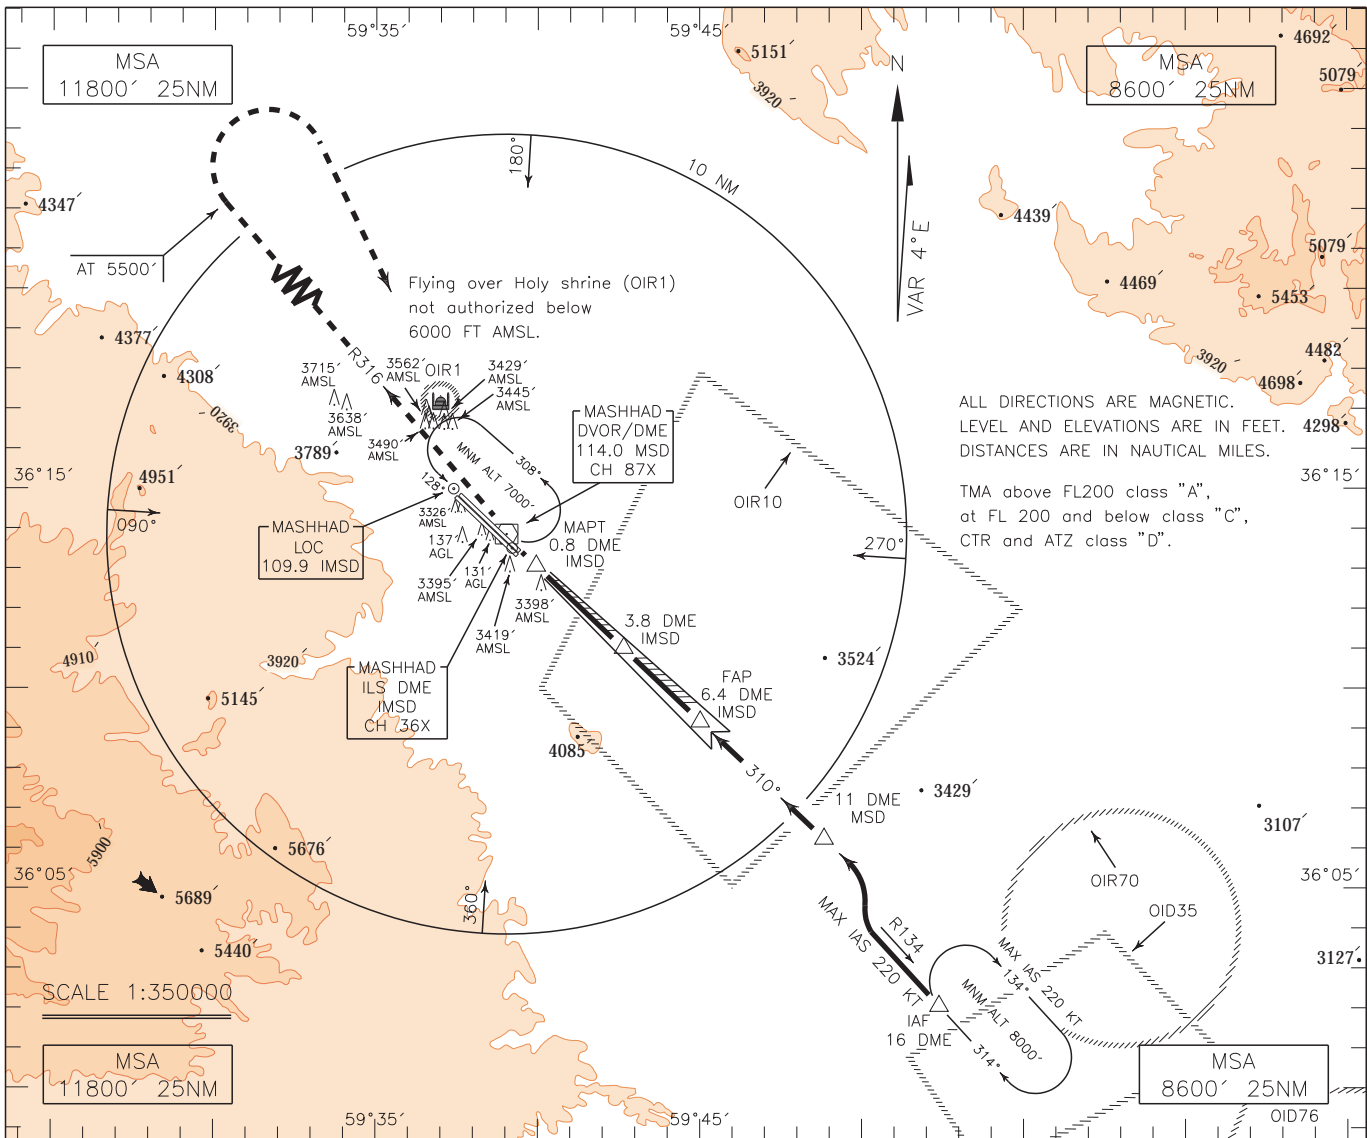 59°35′
59°45′
MSA
11800′ 25NM
5151′
3920
4692′
MSA
8600′ 25NM
5079′
N
VAR 4°E
180°
10 NM
4347′
4439′
AT 5500′
5079′
4469′
5453′
Flying over Holy shrine (OIR1)
not authorized below
6000 FT AMSL.
4377′
4308′
3920
R316
3715′
AMSL
3562′
AMSL
OIR1
3429′
AMSL
3445′
AMSL
3638′
AMSL
3490′
AMSL
3789′
3920
4482′
4698′
4298′
ALL DIRECTIONS ARE MAGNETIC.
LEVEL AND ELEVATIONS ARE IN FEET.
DISTANCES ARE IN NAUTICAL MILES.
TMA above FL200 class "A",
at FL 200 and below class "C",
CTR and ATZ class "D".
MASHHAD
DVOR/DME
114.0 MSD
CH 87X
MNM ALT 7000′
308°
128°
36°15′
36°15′
4951′
090°
OIR10
270°
MASHHAD
LOC
109.9 IMSD
3326′
AMSL
137′
AGL
3395′
AMSL
131′
AGL
3419′
AMSL
3398′
AMSL
MAPT
0.8 DME
IMSD
3.8 DME
IMSD
FAP
6.4 DME
IMSD
3524′
4910
3920
5145′
MASHHAD
ILS DME
IMSD
CH 36X
4085′
310°
11 DME
MSD
3429′
3107′
5900
5676′
36°05′
36°05′
5689′
360°
5440′
OIR70
OID35
3127′
MAX IAS 220 KT
R134
MAX IAS 220 KT
134°
MNM ALT 8000′
314°
IAF
16 DME
SCALE 1:350000
MSA
11800′ 25NM
MSA
8600′ 25NM
OID76
59°35′
59°45′